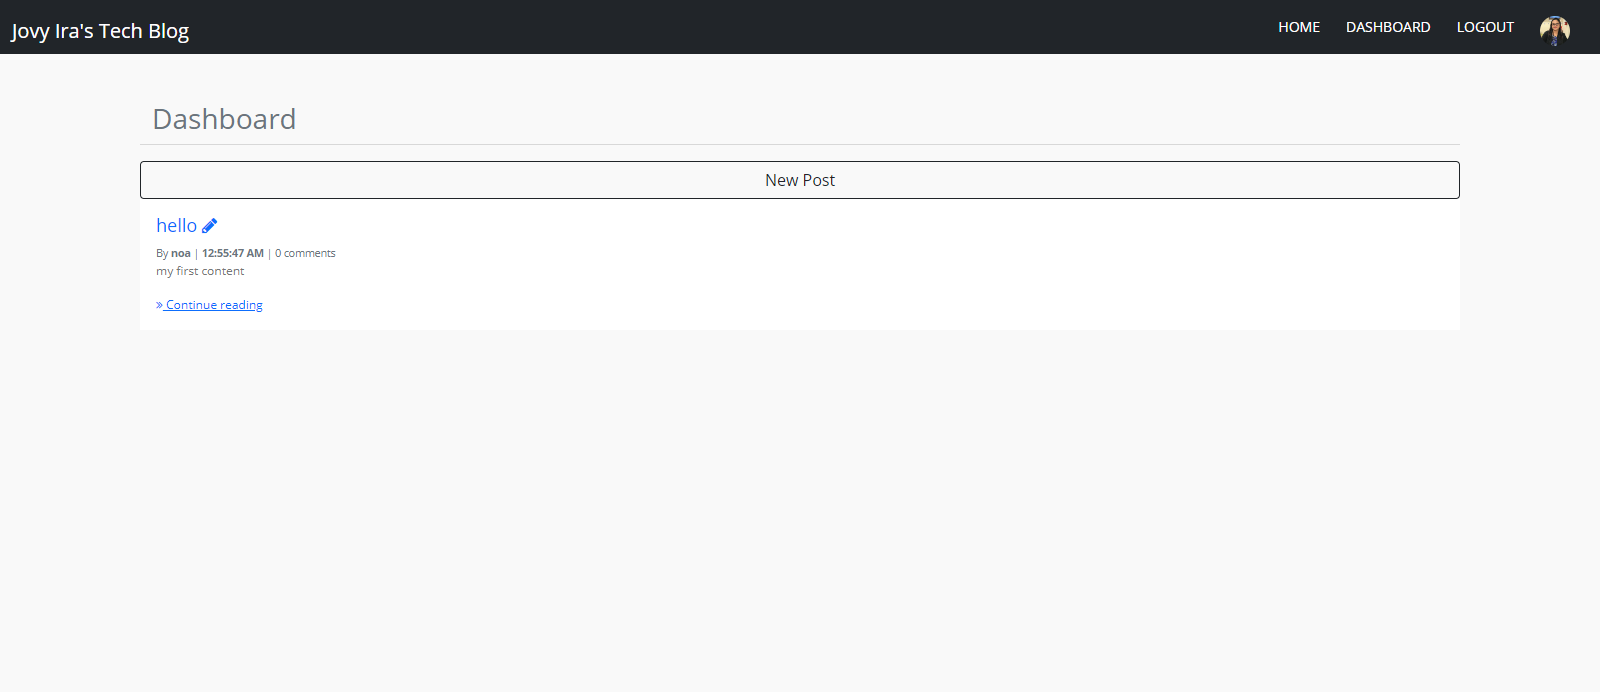 Jovy Ira's Tech Blog
HOME DASHBOARD LOGOUT
Dashboard
New Post
hello
By noa | 12:55:47 AM | 0 comments
my first content
» Continue reading